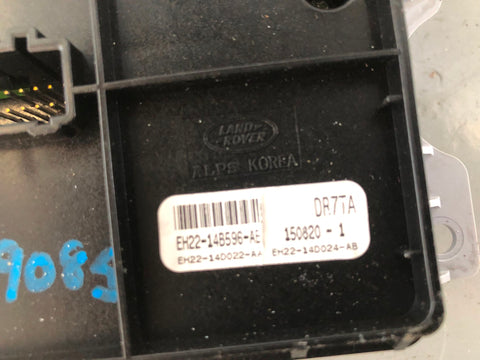 LAND ROVER
ALPS KOREA
DR7TA
EH22-14B596-AE 150820 - 1
EH22-14D022-AA EH22-14D024-AB